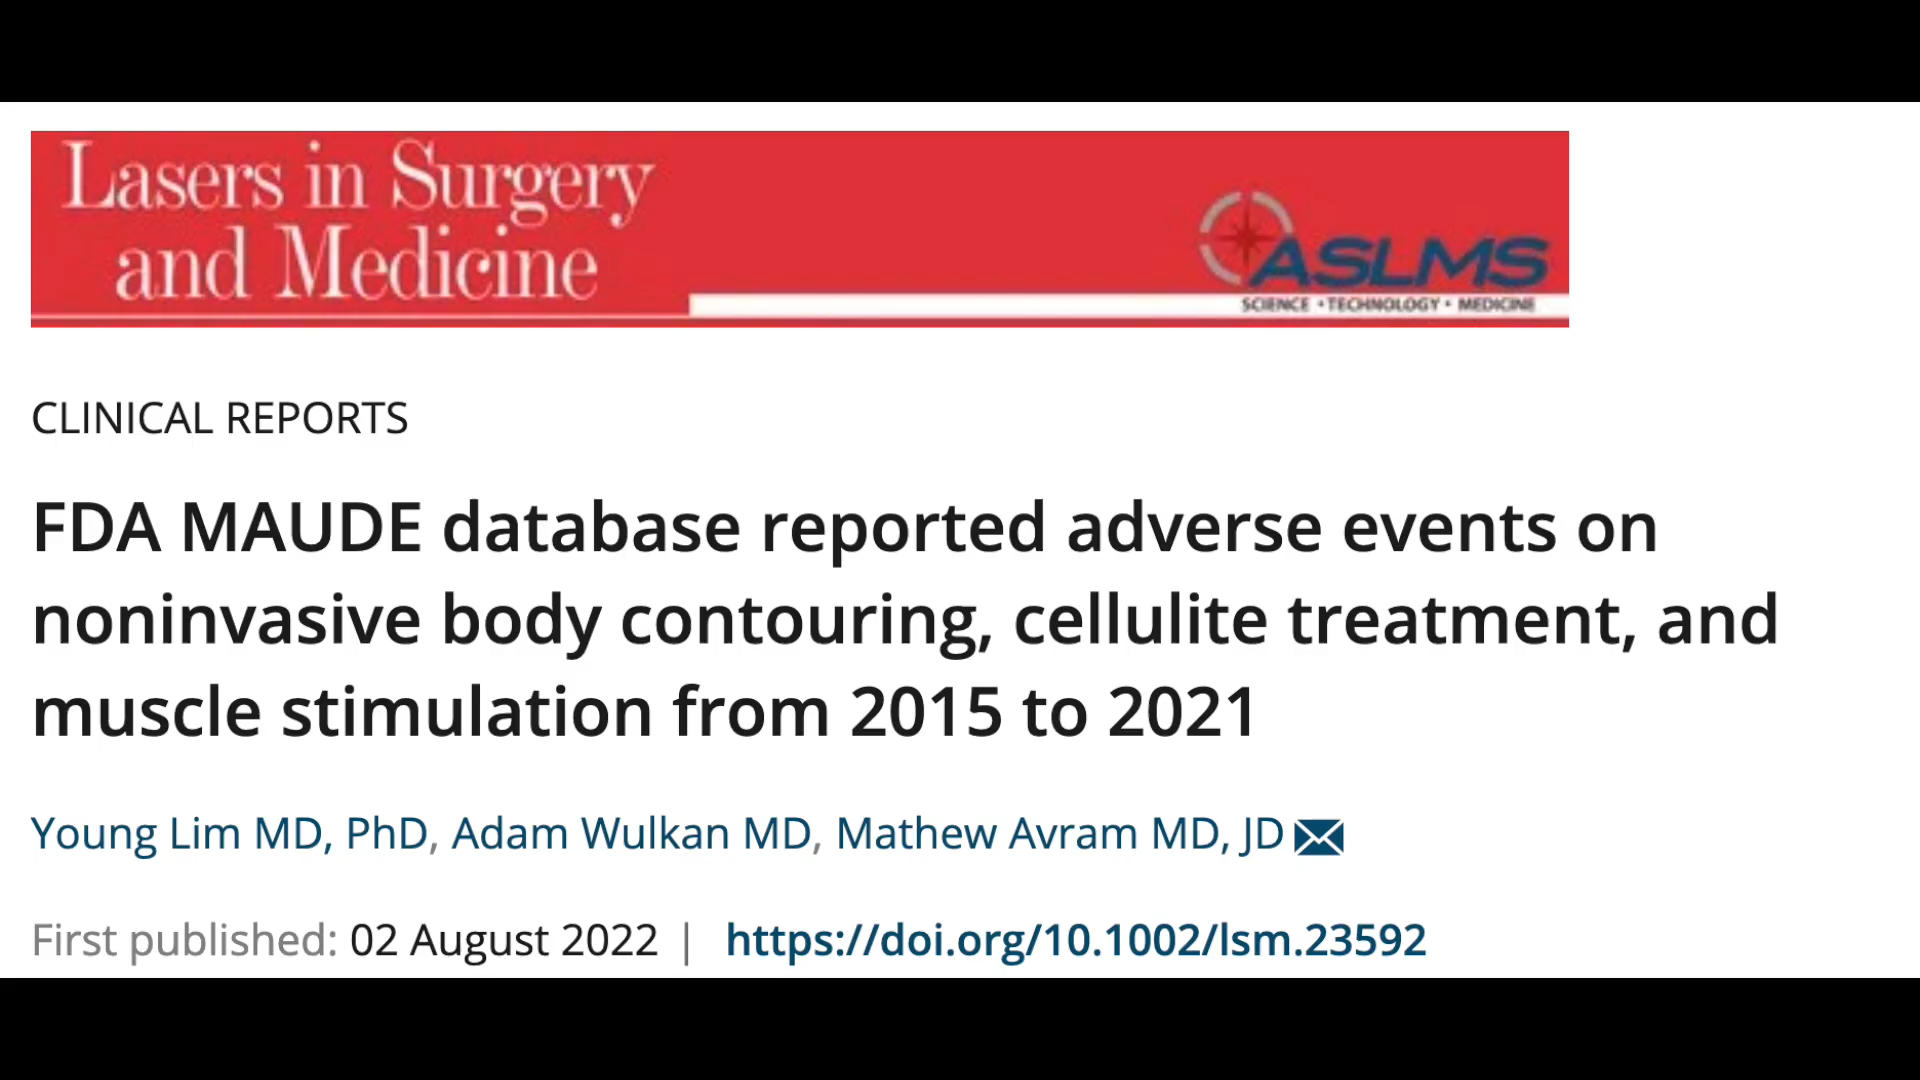 Lasers in Surgery
and Medicine
ASLMS
SCIENCE • TECHNOLOGY • MEDICINE
CLINICAL REPORTS
FDA MAUDE database reported adverse events on
noninvasive body contouring, cellulite treatment, and
muscle stimulation from 2015 to 2021
Young Lim MD, PhD, Adam Wulkan MD, Mathew Avram MD, JD
First published: 02 August 2022 | https://doi.org/10.1002/lsm.23592